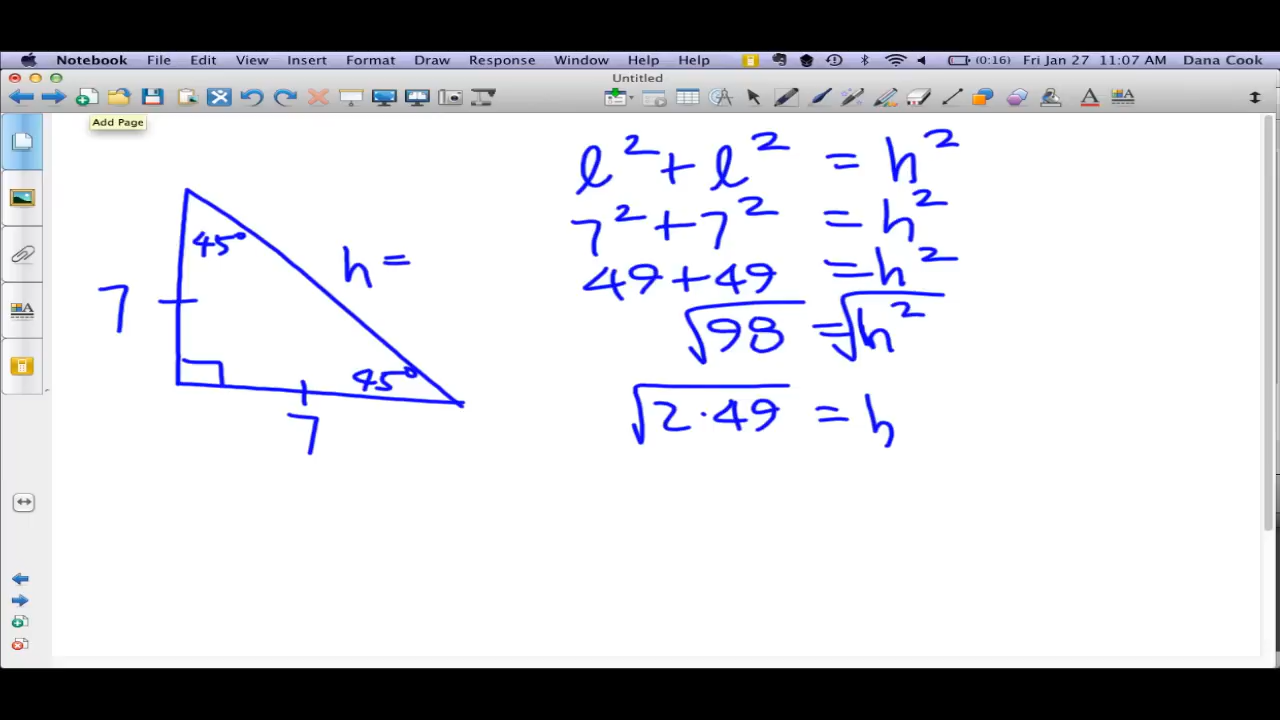 Notebook File Edit View Insert Format Draw Response Window Help Help (0:16) Fri Jan 27 11:07 AM Dana Cook
Untitled
Add Page
45°
h =
7
45°
7
l² + l² = h²
7² + 7² = h²
49 + 49 = h²
√98 = √h²
√2·49 = h